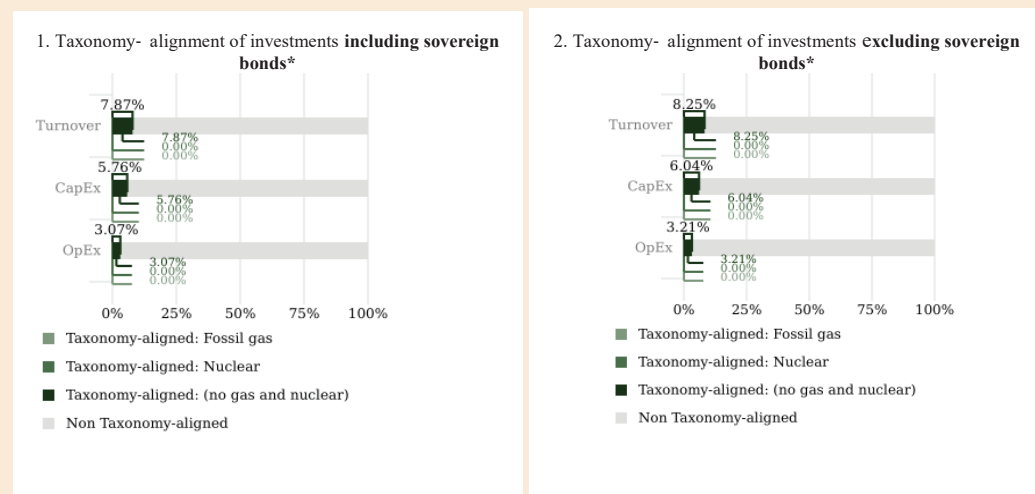 1. Taxonomy- alignment of investments including sovereign
bonds*
7.87%
Turnover
7.87%
0.00%
0.00%
5.76%
CapEx
5.76%
0.00%
0.00%
3.07%
OpEx
3.07%
0.00%
0.00%
0% 25% 50% 75% 100%
Taxonomy-aligned: Fossil gas
Taxonomy-aligned: Nuclear
Taxonomy-aligned: (no gas and nuclear)
Non Taxonomy-aligned
2. Taxonomy- alignment of investments excluding sovereign
bonds*
8.25%
Turnover
8.25%
0.00%
0.00%
6.04%
CapEx
6.04%
0.00%
0.00%
3.21%
OpEx
3.21%
0.00%
0.00%
0% 25% 50% 75% 100%
Taxonomy-aligned: Fossil gas
Taxonomy-aligned: Nuclear
Taxonomy-aligned: (no gas and nuclear)
Non Taxonomy-aligned